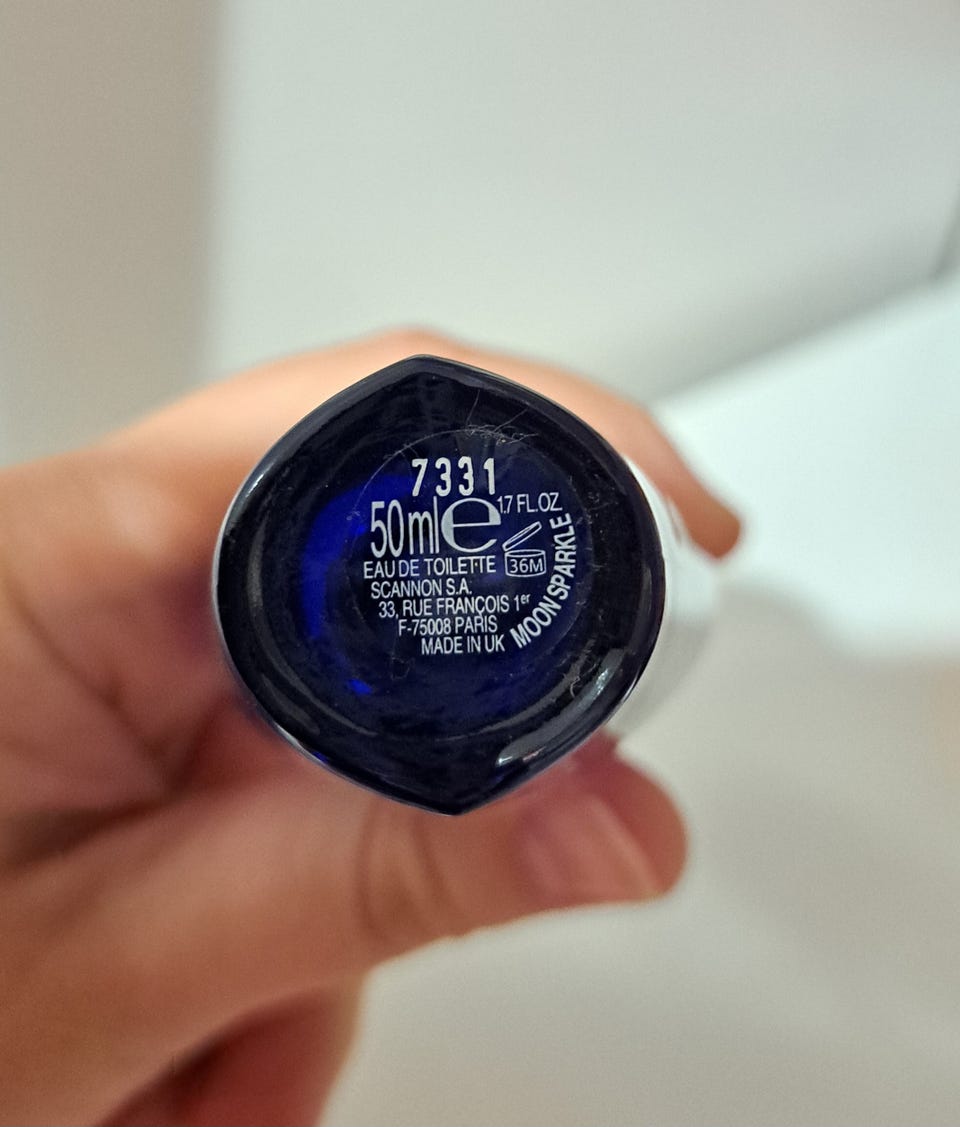 7331
50ml e 1.7 FL.OZ
36M
EAU DE TOILETTE
SCANNON S.A.
33, RUE FRANÇOIS 1er
F-75008 PARIS
MADE IN UK
MOON SPARKLE